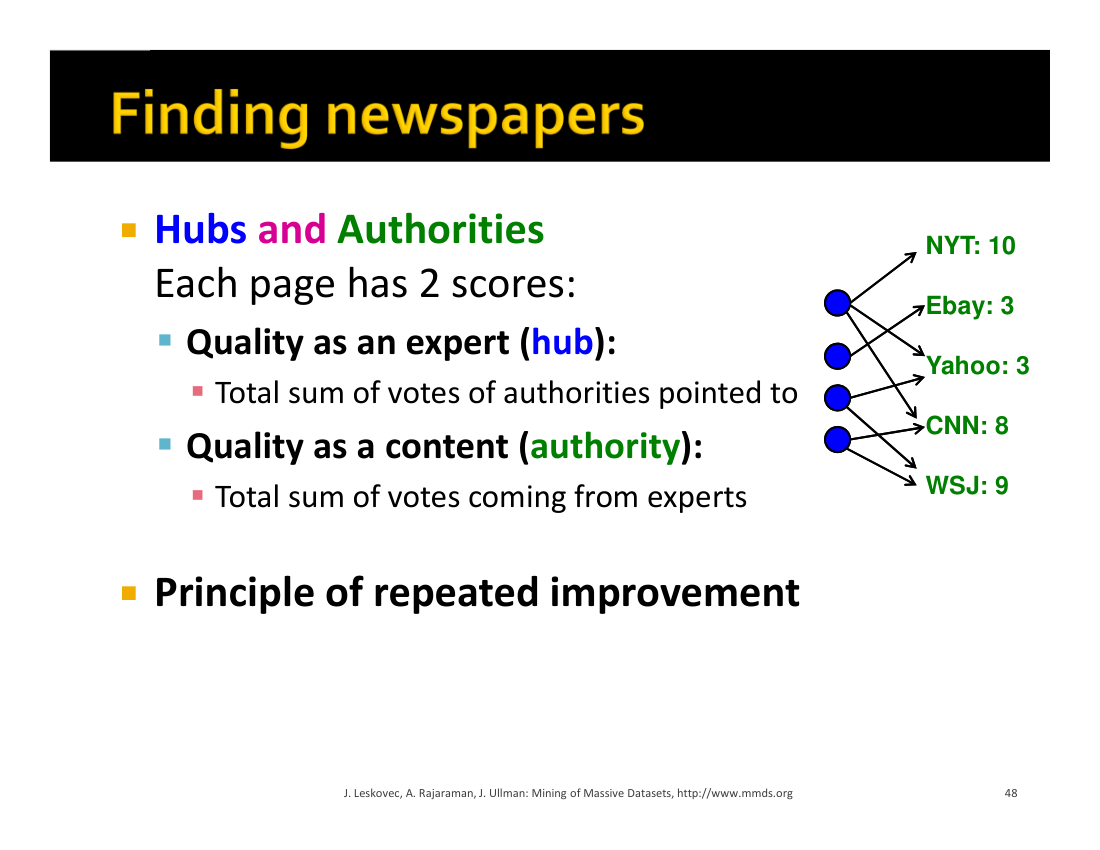 Finding newspapers
Hubs and Authorities
Each page has 2 scores:
Quality as an expert (hub):
Total sum of votes of authorities pointed to
Quality as a content (authority):
Total sum of votes coming from experts
Principle of repeated improvement
NYT: 10
Ebay: 3
Yahoo: 3
CNN: 8
WSJ: 9
J. Leskovec, A. Rajaraman, J. Ullman: Mining of Massive Datasets, http://www.mmds.org
48